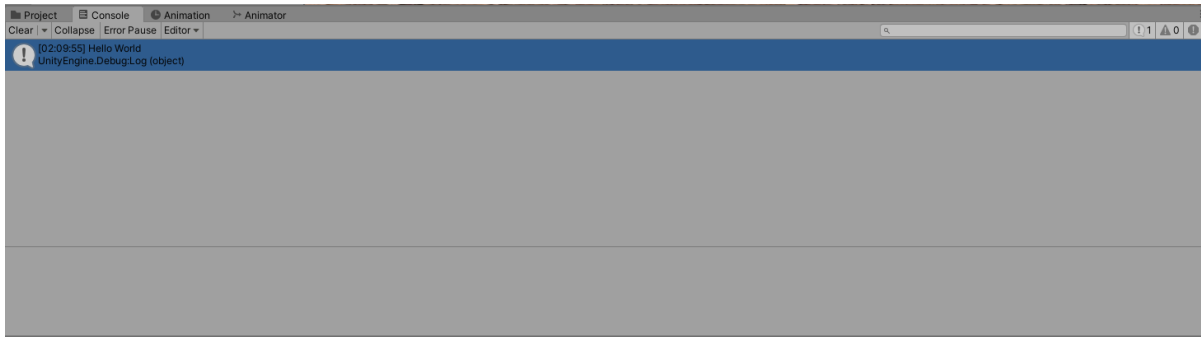 Project Console Animation Animator
Clear Collapse Error Pause Editor 1 0
[02:09:55] Hello World
UnityEngine.Debug:Log (object)